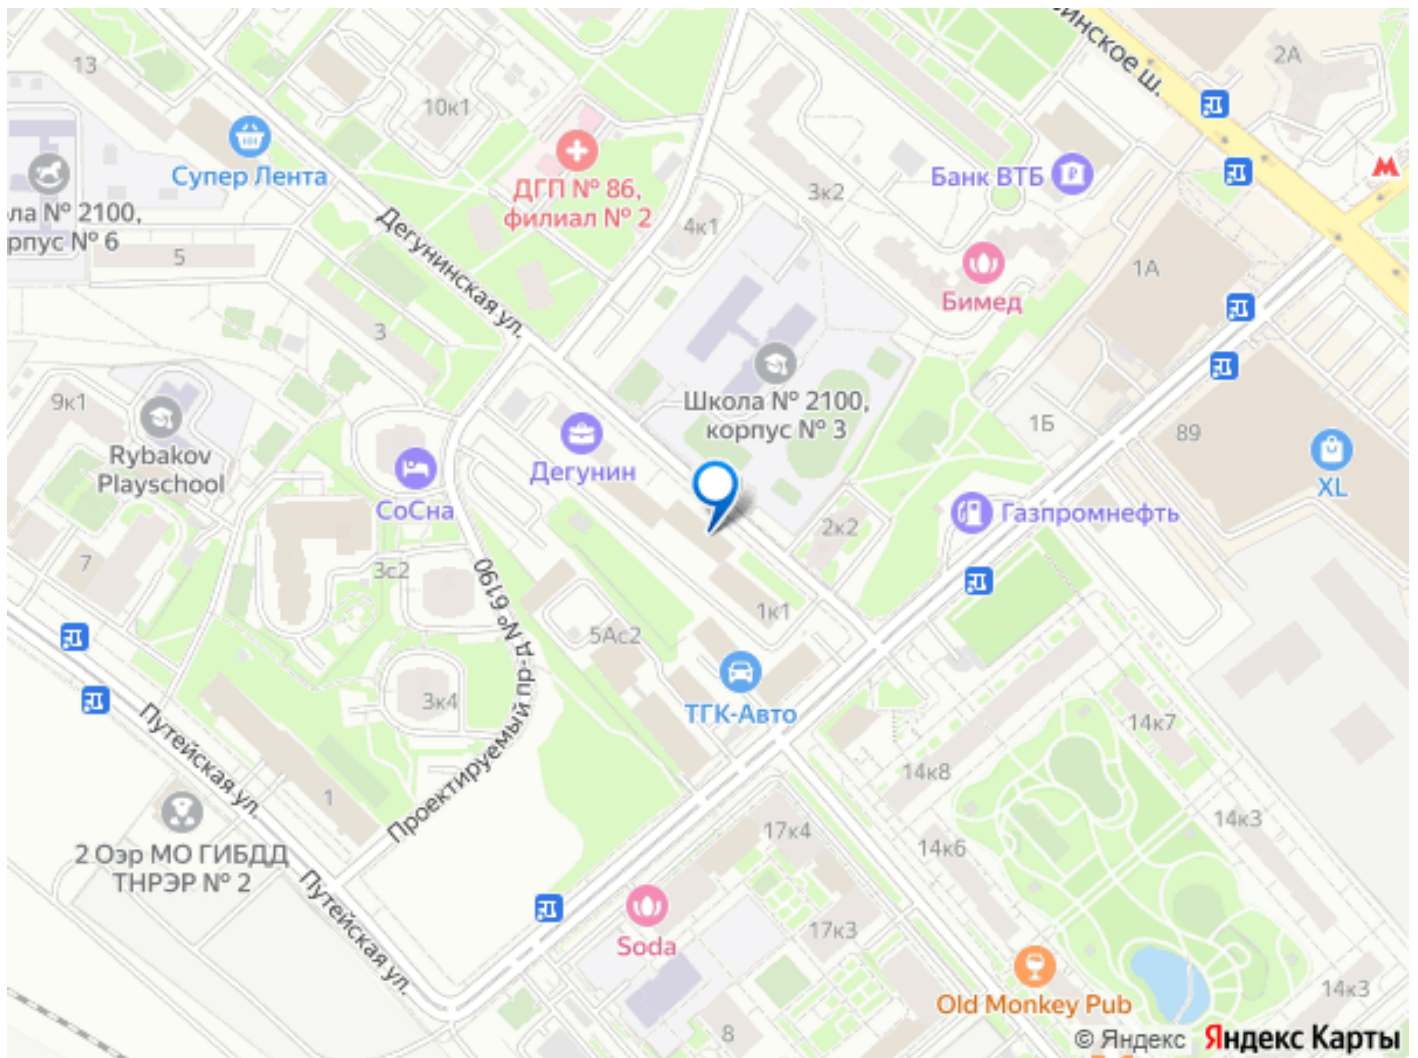 инское ш.
2А
13
10к1
Супер Лента
ДГП № 86,
филиал № 2
Банк ВТБ
3к2
ла № 2100,
рпус № 6
4к1
5
Дегунинская ул.
1А
Бимед
3
9к1
Школа № 2100,
корпус № 3
1Б
89
Rybakov
Playschool
Дегунин
XL
СоСна
Газпромнефть
2к2
7
3с2
1к1
5Ас2
Проектируемый пр-д № 6190
3к4
ТГК-Авто
14к7
Путейская ул.
14к8
1
17к4
14к3
14к6
2 Оэр МО ГИБДД
ТНРЭР № 2
Путейская ул.
17к3
Soda
14к3
Old Monkey Pub
8
© Яндекс Яндекс Карты